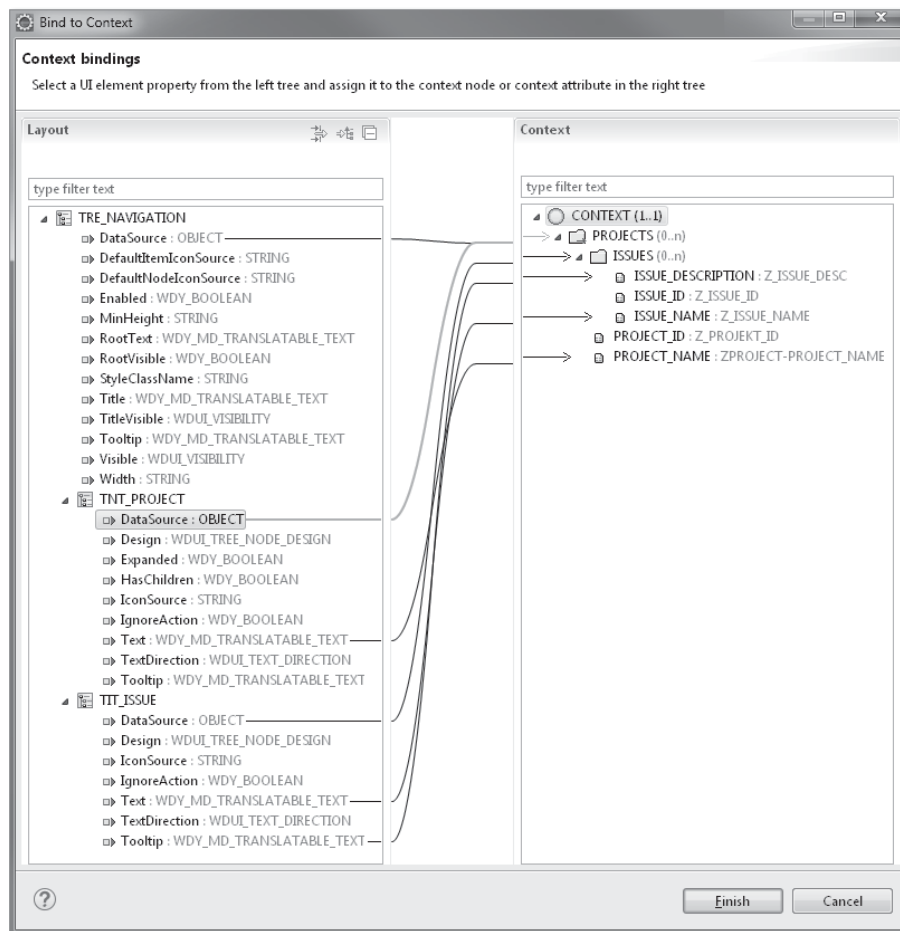 Bind to Context
Context bindings
Select a UI element property from the left tree and assign it to the context node or context attribute in the right tree
Layout
type filter text
TRE_NAVIGATION
DataSource : OBJECT
DefaultItemIconSource : STRING
DefaultNodeIconSource : STRING
Enabled : WDY_BOOLEAN
MinHeight : STRING
RootText : WDY_MD_TRANSLATABLE_TEXT
RootVisible : WDY_BOOLEAN
StyleClassName : STRING
Title : WDY_MD_TRANSLATABLE_TEXT
TitleVisible : WDUI_VISIBILITY
Tooltip : WDY_MD_TRANSLATABLE_TEXT
Visible : WDUI_VISIBILITY
Width : STRING
TNT_PROJECT
DataSource : OBJECT
Design : WDUI_TREE_NODE_DESIGN
Expanded : WDY_BOOLEAN
HasChildren : WDY_BOOLEAN
IconSource : STRING
IgnoreAction : WDY_BOOLEAN
Text : WDY_MD_TRANSLATABLE_TEXT
TextDirection : WDUI_TEXT_DIRECTION
Tooltip : WDY_MD_TRANSLATABLE_TEXT
TIT_ISSUE
DataSource : OBJECT
Design : WDUI_TREE_NODE_DESIGN
IconSource : STRING
IgnoreAction : WDY_BOOLEAN
Text : WDY_MD_TRANSLATABLE_TEXT
TextDirection : WDUI_TEXT_DIRECTION
Tooltip : WDY_MD_TRANSLATABLE_TEXT
Context
type filter text
CONTEXT (1..1)
PROJECTS (0..n)
ISSUES (0..n)
ISSUE_DESCRIPTION : Z_ISSUE_DESC
ISSUE_ID : Z_ISSUE_ID
ISSUE_NAME : Z_ISSUE_NAME
PROJECT_ID : Z_PROJEKT_ID
PROJECT_NAME : ZPROJECT-PROJECT_NAME
?
Finish
Cancel